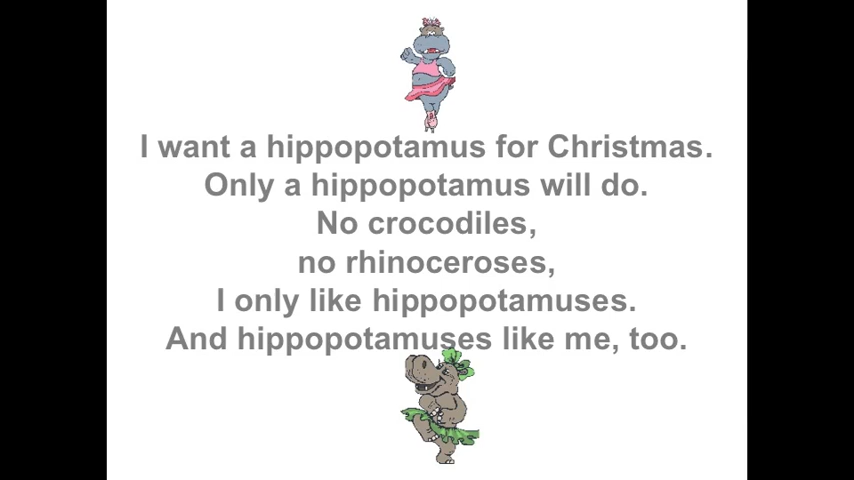 I want a hippopotamus for Christmas.
Only a hippopotamus will do.
No crocodiles,
no rhinoceroses,
I only like hippopotamuses.
And hippopotamuses like me, too.